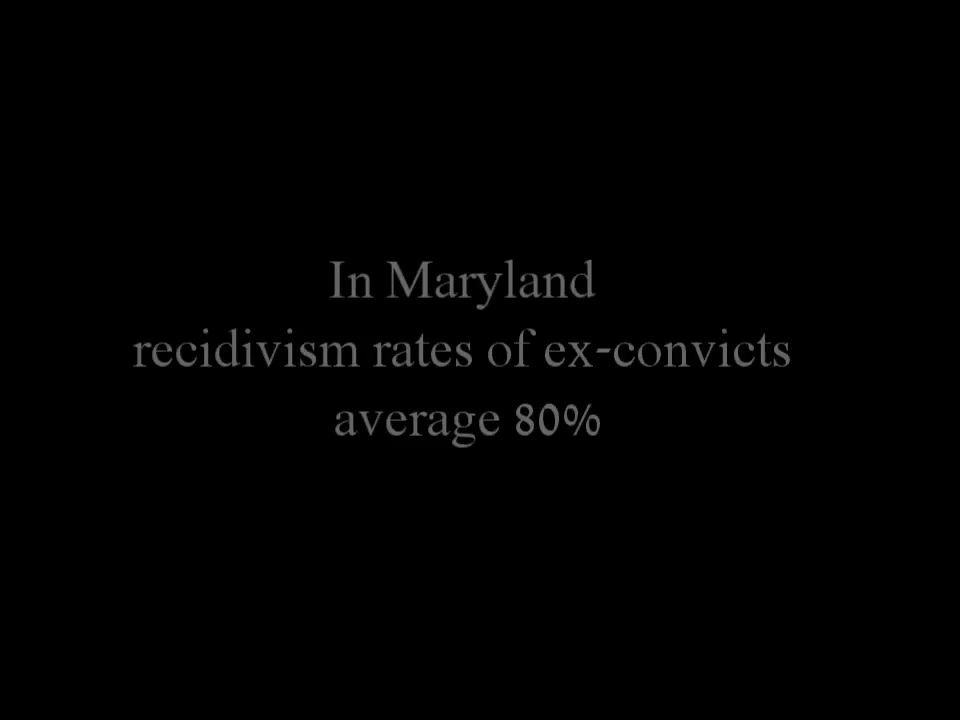 In Maryland
recidivism rates of ex-convicts
average 80%